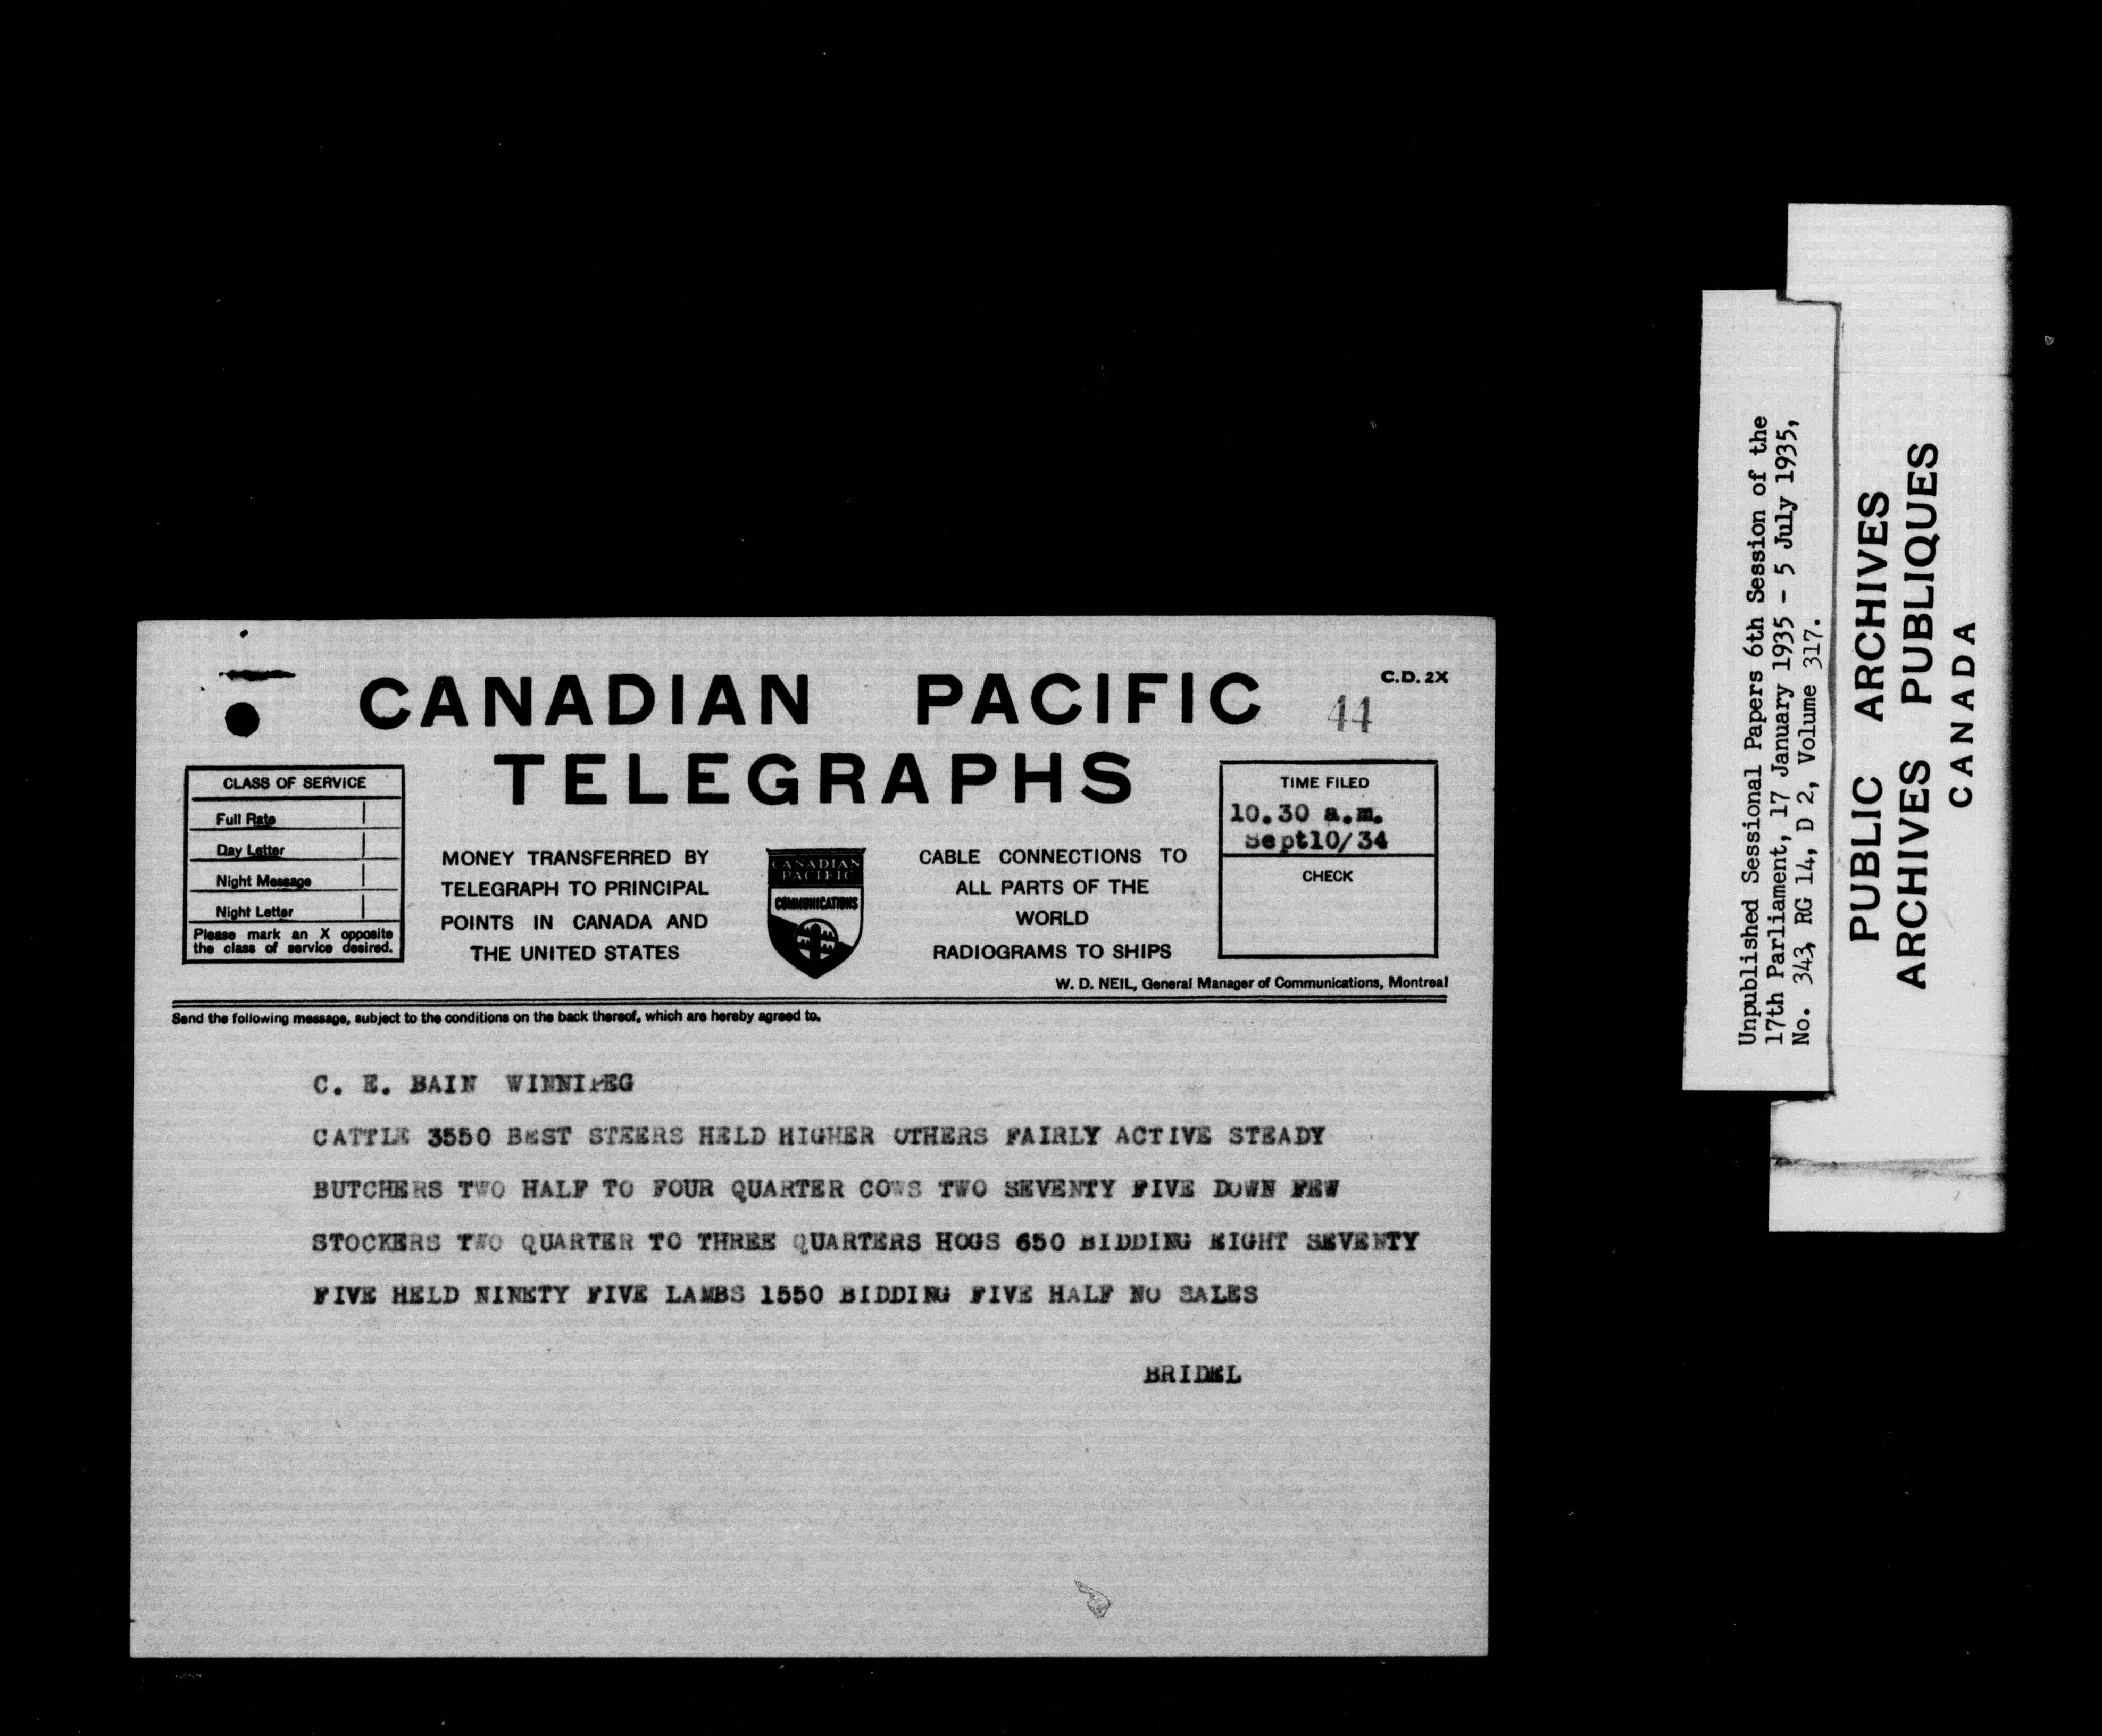 C.D. 2X
CANADIAN PACIFIC
44
TELEGRAPHS
CLASS OF SERVICE
Full Rate
Day Letter
Night Message
Night Letter
Please mark an X opposite
the class of service desired.
MONEY TRANSFERRED BY
TELEGRAPH TO PRINCIPAL
POINTS IN CANADA AND
THE UNITED STATES
CANADIAN
PACIFIC
COMMUNICATIONS
CABLE CONNECTIONS TO
ALL PARTS OF THE
WORLD
RADIOGRAMS TO SHIPS
TIME FILED
10.30 a.m.
Sept10/34
CHECK
W. D. NEIL, General Manager of Communications, Montreal
Send the following message, subject to the conditions on the back thereof, which are hereby agreed to.
C. E. BAIN WINNIPEG
CATTLE 3550 BEST STEERS HELD HIGHER OTHERS FAIRLY ACTIVE STEADY
BUTCHERS TWO HALF TO FOUR QUARTER COWS TWO SEVENTY FIVE DOWN FEW
STOCKERS TWO QUARTER TO THREE QUARTERS HOGS 650 BIDDING EIGHT SEVENTY
FIVE HELD NINETY FIVE LAMBS 1550 BIDDING FIVE HALF NO SALES
BRIDEL
Unpublished Sessional Papers 6th Session of the
17th Parliament, 17 January 1935 - 5 July 1935,
No. 343, RG 14, D 2, Volume 317.
PUBLIC ARCHIVES
ARCHIVES PUBLIQUES
CANADA